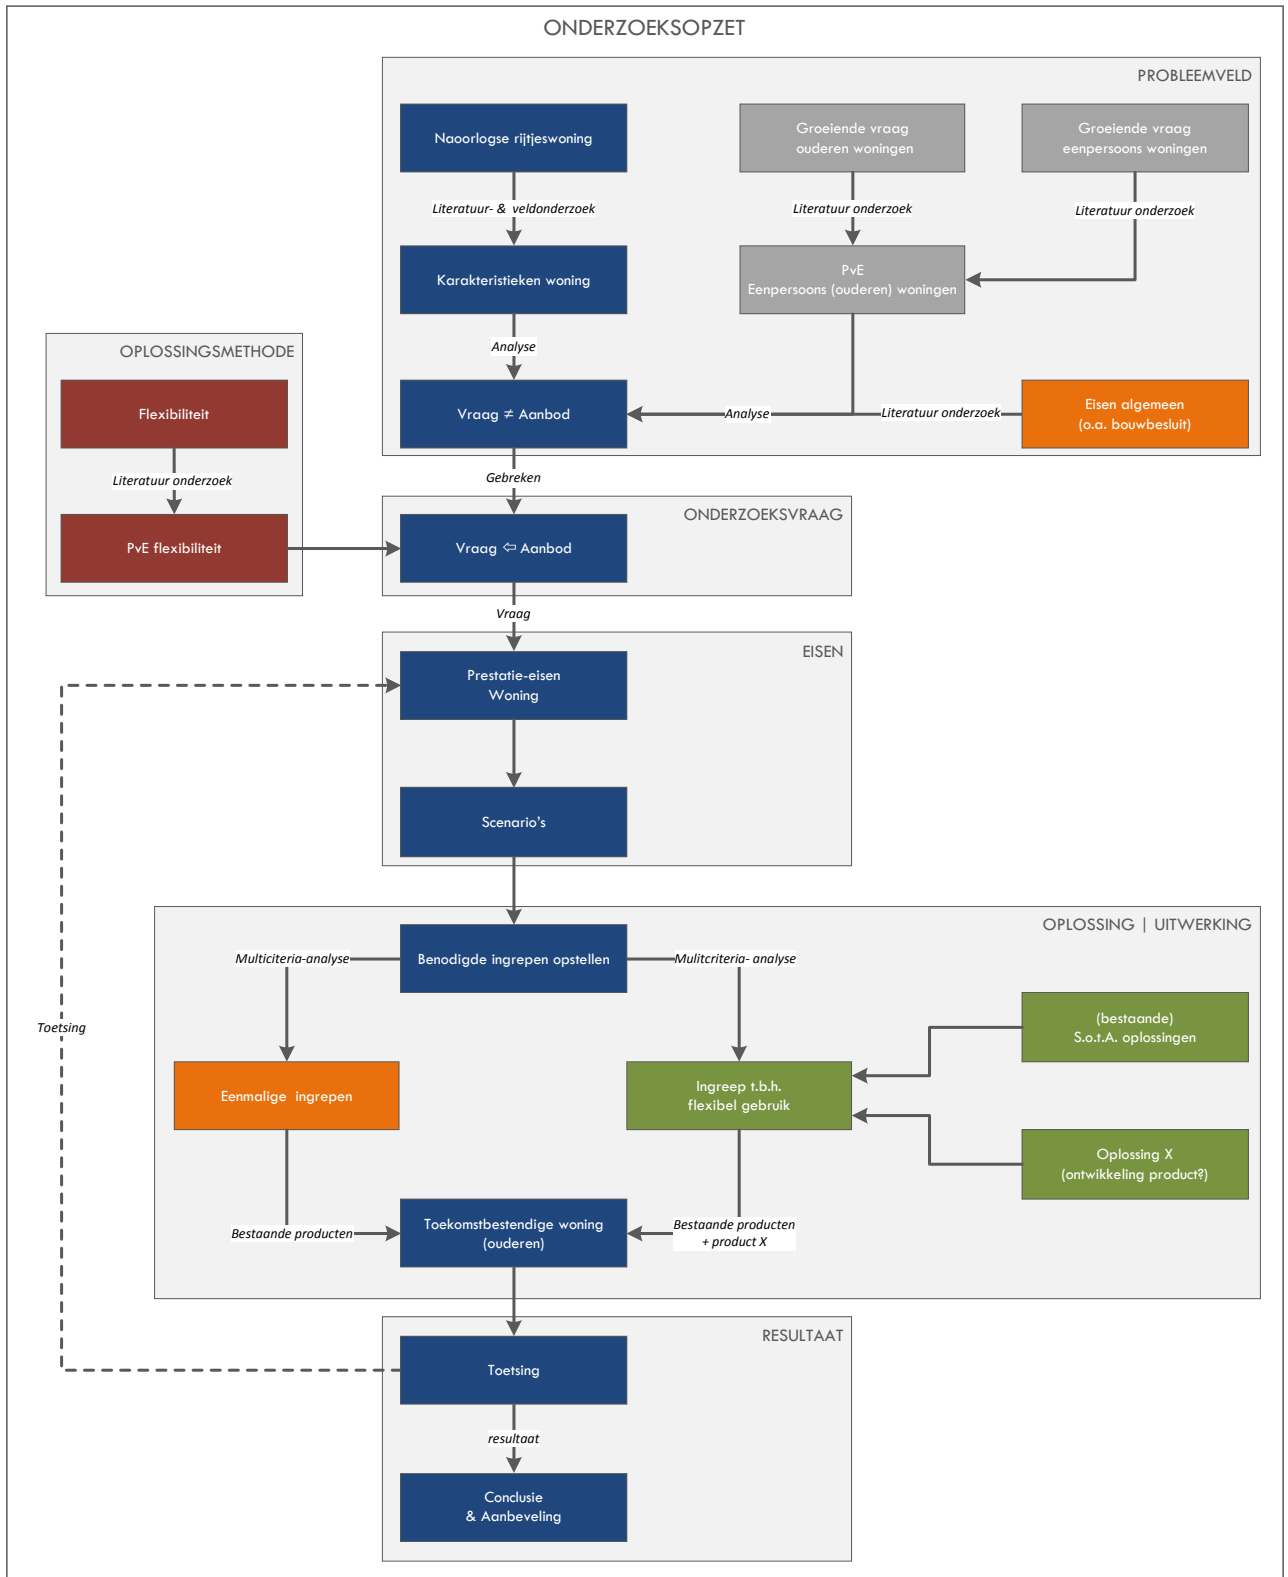 ONDERZOEKSOPZET
PROBLEEMVELD
Naoorlogse rijtjeswoning
Groeiende vraag
ouderen woningen
Groeiende vraag
eenpersoons woningen
Literatuur- & veldonderzoek
Literatuur onderzoek
Literatuur onderzoek
Karakteristieken woning
PvE
Eenpersoons (ouderen) woningen
Analyse
OPLOSSINGSMETHODE
Flexibiliteit
Vraag ≠ Aanbod
Analyse
Literatuur onderzoek
Eisen algemeen
(o.a. bouwbesluit)
Literatuur onderzoek
Gebreken
ONDERZOEKSVRAAG
PvE flexibiliteit
Vraag ⇦ Aanbod
Vraag
EISEN
Prestatie-eisen
Woning
Scenario's
OPLOSSING | UITWERKING
Multiciteria-analyse
Benodigde ingrepen opstellen
Mulitcriteria- analyse
Toetsing
(bestaande)
S.o.t.A. oplossingen
Eenmalige ingrepen
Ingreep t.b.h.
flexibel gebruik
Oplossing X
(ontwikkeling product?)
Bestaande producten
Toekomstbestendige woning
(ouderen)
Bestaande producten
+ product X
RESULTAAT
Toetsing
resultaat
Conclusie
& Aanbeveling